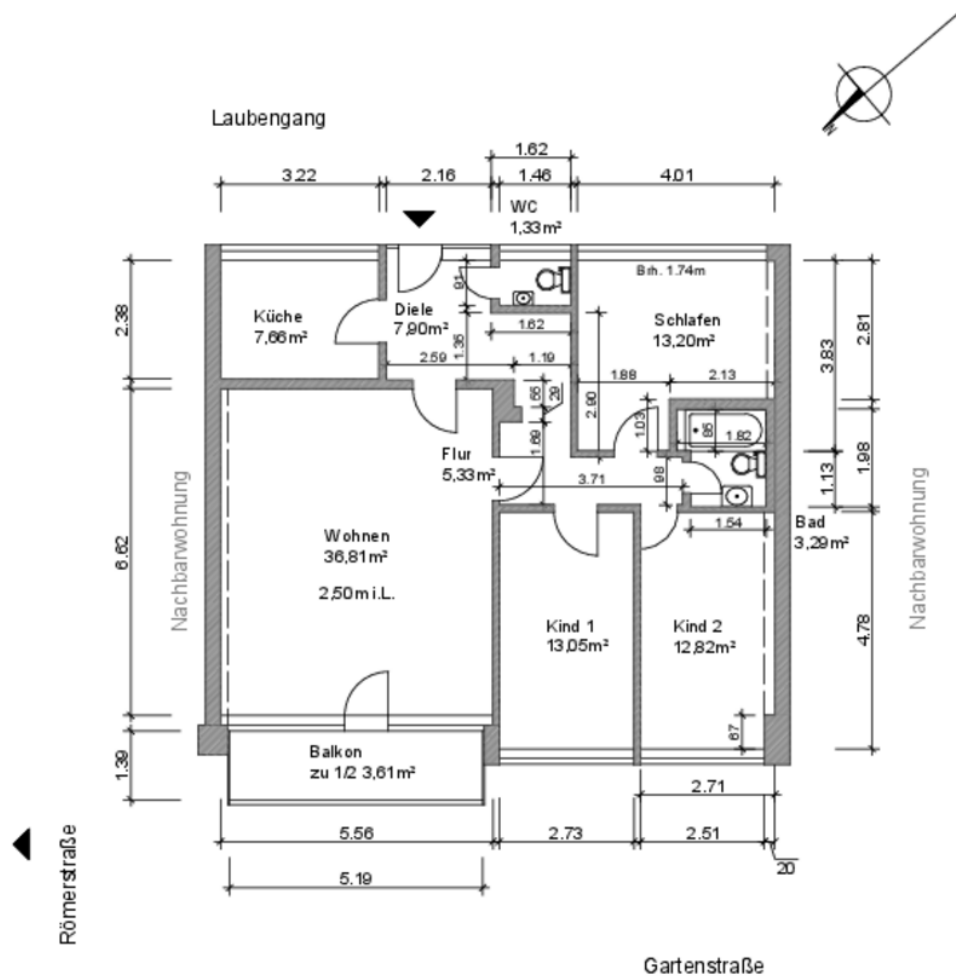 N
Laubengang
1.62
3.22
2.16
1.46
4.01
WC
1,33m²
Brh. 1.74m
91
Küche
7,66m²
Diele
7,90m²
Schlafen
13,20m²
2.38
1.35
1.62
2.59
1.19
1.88
2.13
3.83
2.81
55
29
2.90
1.03
85
1.82
1.69
Flur
5,33m²
3.71
98
1.13
1.98
1.54
Bad
3,29m²
Nachbarwohnung
Nachbarwohnung
6.62
Wohnen
36,81m²
2,50m i.L.
Kind 1
13,05m²
Kind 2
12,82m²
4.78
67
1.39
Balkon
zu 1/2 3,61m²
2.71
5.56
2.73
2.51
20
5.19
Römerstraße
Gartenstraße